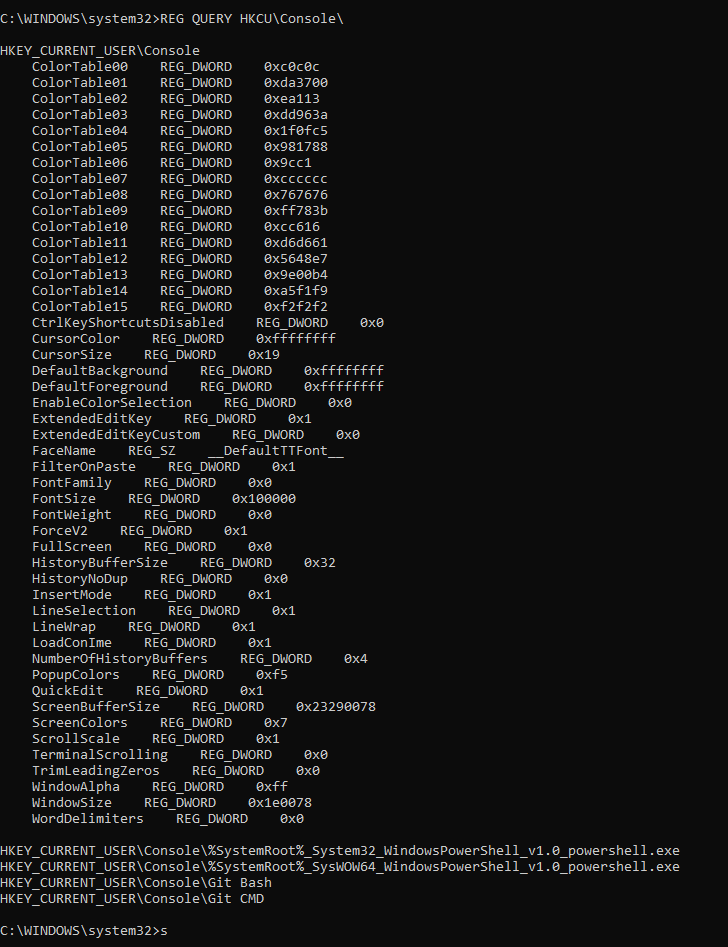 C:\WINDOWS\system32>REG QUERY HKCU\Console\
HKEY_CURRENT_USER\Console
ColorTable00 REG_DWORD 0xc0c0c
ColorTable01 REG_DWORD 0xda3700
ColorTable02 REG_DWORD 0xea113
ColorTable03 REG_DWORD 0xdd963a
ColorTable04 REG_DWORD 0x1f0fc5
ColorTable05 REG_DWORD 0x981788
ColorTable06 REG_DWORD 0x9cc1
ColorTable07 REG_DWORD 0xcccccc
ColorTable08 REG_DWORD 0x767676
ColorTable09 REG_DWORD 0xff783b
ColorTable10 REG_DWORD 0xcc616
ColorTable11 REG_DWORD 0xd6d661
ColorTable12 REG_DWORD 0x5648e7
ColorTable13 REG_DWORD 0x9e00b4
ColorTable14 REG_DWORD 0xa5f1f9
ColorTable15 REG_DWORD 0xf2f2f2
CtrlKeyShortcutsDisabled REG_DWORD 0x0
CursorColor REG_DWORD 0xffffffff
CursorSize REG_DWORD 0x19
DefaultBackground REG_DWORD 0xffffffff
DefaultForeground REG_DWORD 0xffffffff
EnableColorSelection REG_DWORD 0x0
ExtendedEditKey REG_DWORD 0x1
ExtendedEditKeyCustom REG_DWORD 0x0
FaceName REG_SZ __DefaultTTFont__
FilterOnPaste REG_DWORD 0x1
FontFamily REG_DWORD 0x0
FontSize REG_DWORD 0x100000
FontWeight REG_DWORD 0x0
ForceV2 REG_DWORD 0x1
FullScreen REG_DWORD 0x0
HistoryBufferSize REG_DWORD 0x32
HistoryNoDup REG_DWORD 0x0
InsertMode REG_DWORD 0x1
LineSelection REG_DWORD 0x1
LineWrap REG_DWORD 0x1
LoadConIme REG_DWORD 0x1
NumberOfHistoryBuffers REG_DWORD 0x4
PopupColors REG_DWORD 0xf5
QuickEdit REG_DWORD 0x1
ScreenBufferSize REG_DWORD 0x23290078
ScreenColors REG_DWORD 0x7
ScrollScale REG_DWORD 0x1
TerminalScrolling REG_DWORD 0x0
TrimLeadingZeros REG_DWORD 0x0
WindowAlpha REG_DWORD 0xff
WindowSize REG_DWORD 0x1e0078
WordDelimiters REG_DWORD 0x0
HKEY_CURRENT_USER\Console\%SystemRoot%_System32_WindowsPowerShell_v1.0_powershell.exe
HKEY_CURRENT_USER\Console\%SystemRoot%_SysWOW64_WindowsPowerShell_v1.0_powershell.exe
HKEY_CURRENT_USER\Console\Git Bash
HKEY_CURRENT_USER\Console\Git CMD
C:\WINDOWS\system32>s